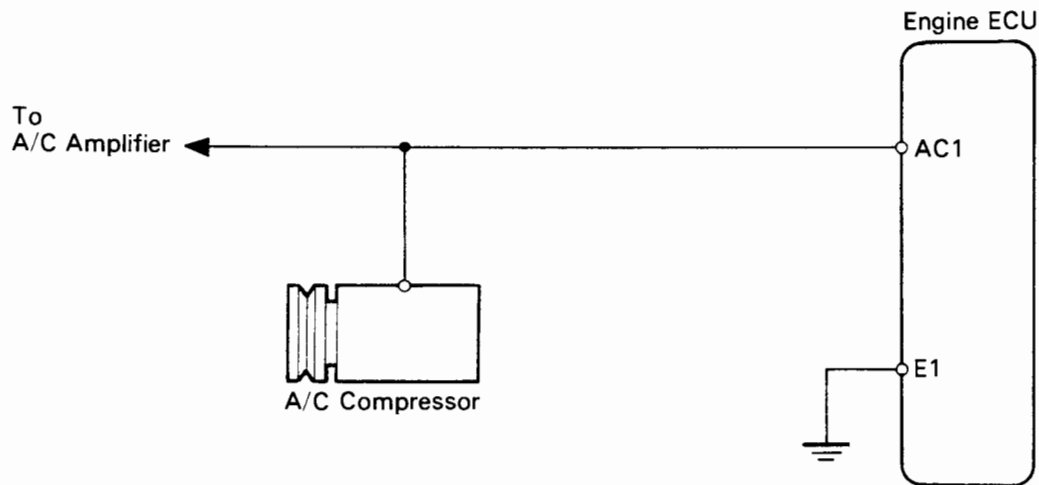 Engine ECU
To
A/C Amplifier
AC1
A/C Compressor
E1